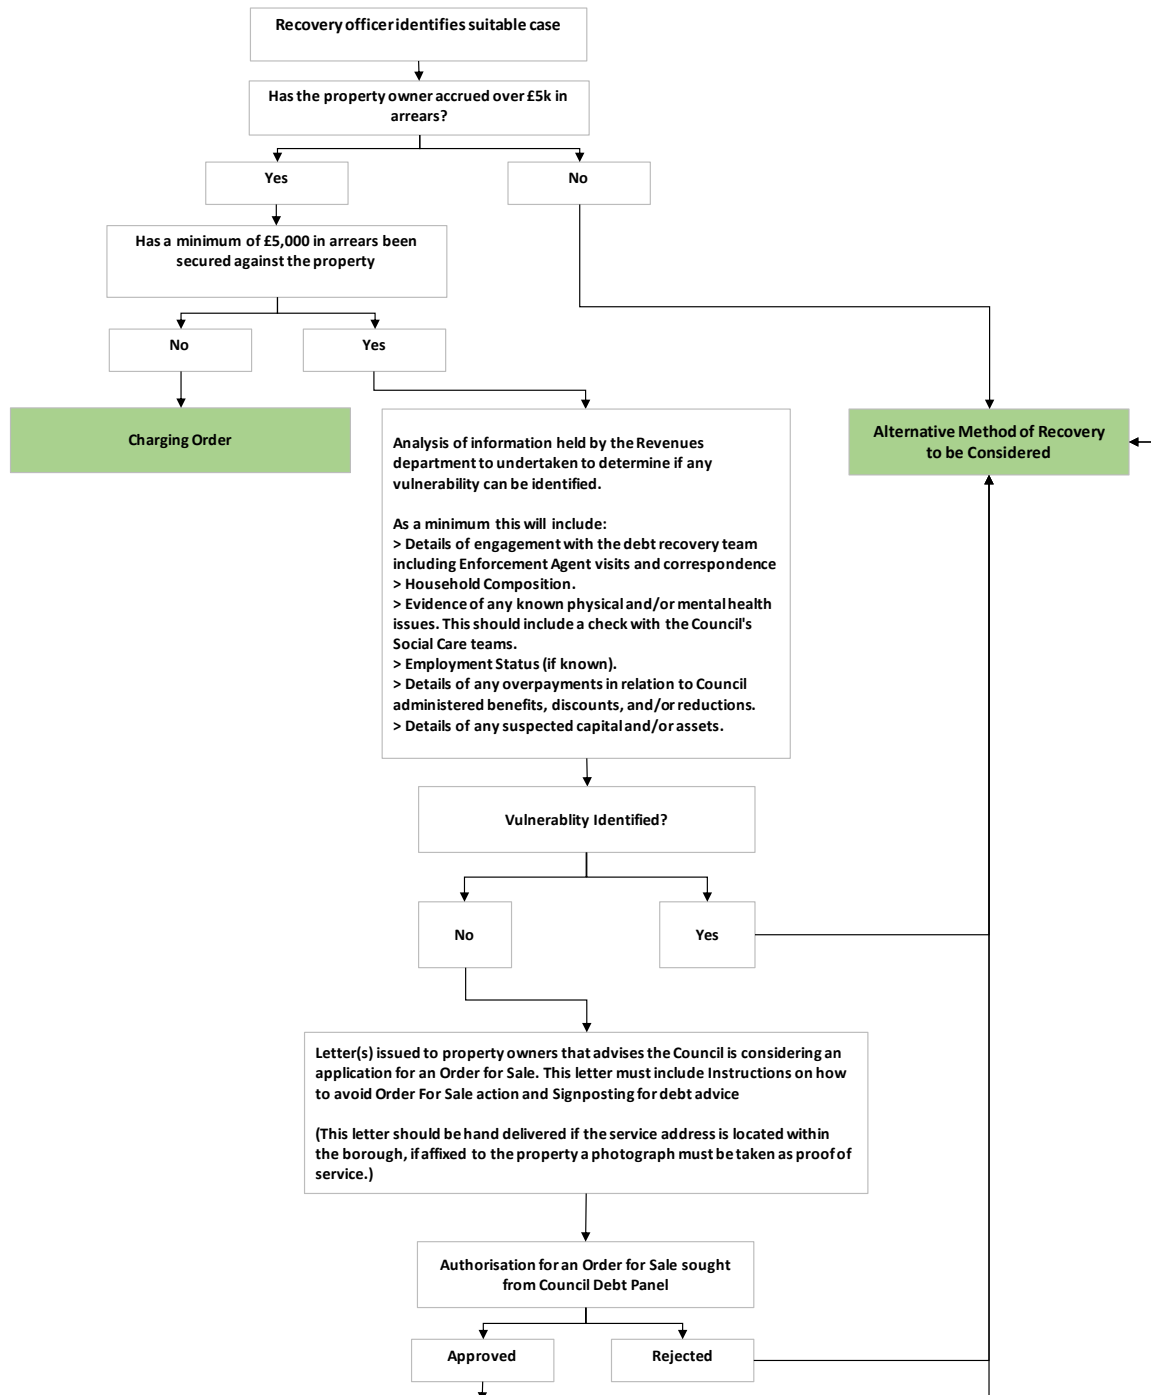 Recovery officer identifies suitable case
Has the property owner accrued over £5k in
arrears?
Yes
No
Has a minimum of £5,000 in arrears been
secured against the property
No
Yes
Charging Order
Analysis of information held by the Revenues
department to undertaken to determine if any
vulnerability can be identified.
As a minimum this will include:
> Details of engagement with the debt recovery team
including Enforcement Agent visits and correspondence
> Household Composition.
> Evidence of any known physical and/or mental health
issues. This should include a check with the Council's
Social Care teams.
> Employment Status (if known).
> Details of any overpayments in relation to Council
administered benefits, discounts, and/or reductions.
> Details of any suspected capital and/or assets.
Alternative Method of Recovery
to be Considered
Vulnerablity Identified?
No
Yes
Letter(s) issued to property owners that advises the Council is considering an
application for an Order for Sale. This letter must include Instructions on how
to avoid Order For Sale action and Signposting for debt advice
(This letter should be hand delivered if the service address is located within
the borough, if affixed to the property a photograph must be taken as proof of
service.)
Authorisation for an Order for Sale sought
from Council Debt Panel
Approved
Rejected